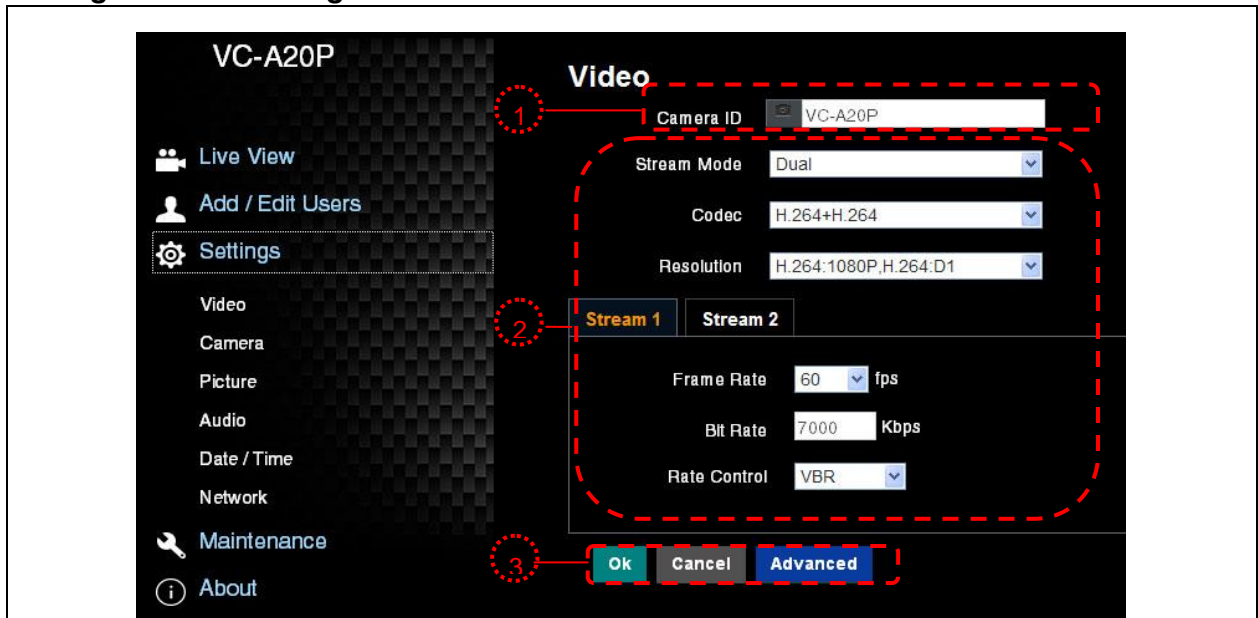 VC-A20P
Live View
Add / Edit Users
Settings
Video
Camera
Picture
Audio
Date / Time
Network
Maintenance
About
Video
1
Camera ID VC-A20P
Stream Mode Dual
Codec H.264+H.264
Resolution H.264:1080P,H.264:D1
2
Stream 1 Stream 2
Frame Rate 60 fps
Bit Rate 7000 Kbps
Rate Control VBR
3
Ok Cancel Advanced